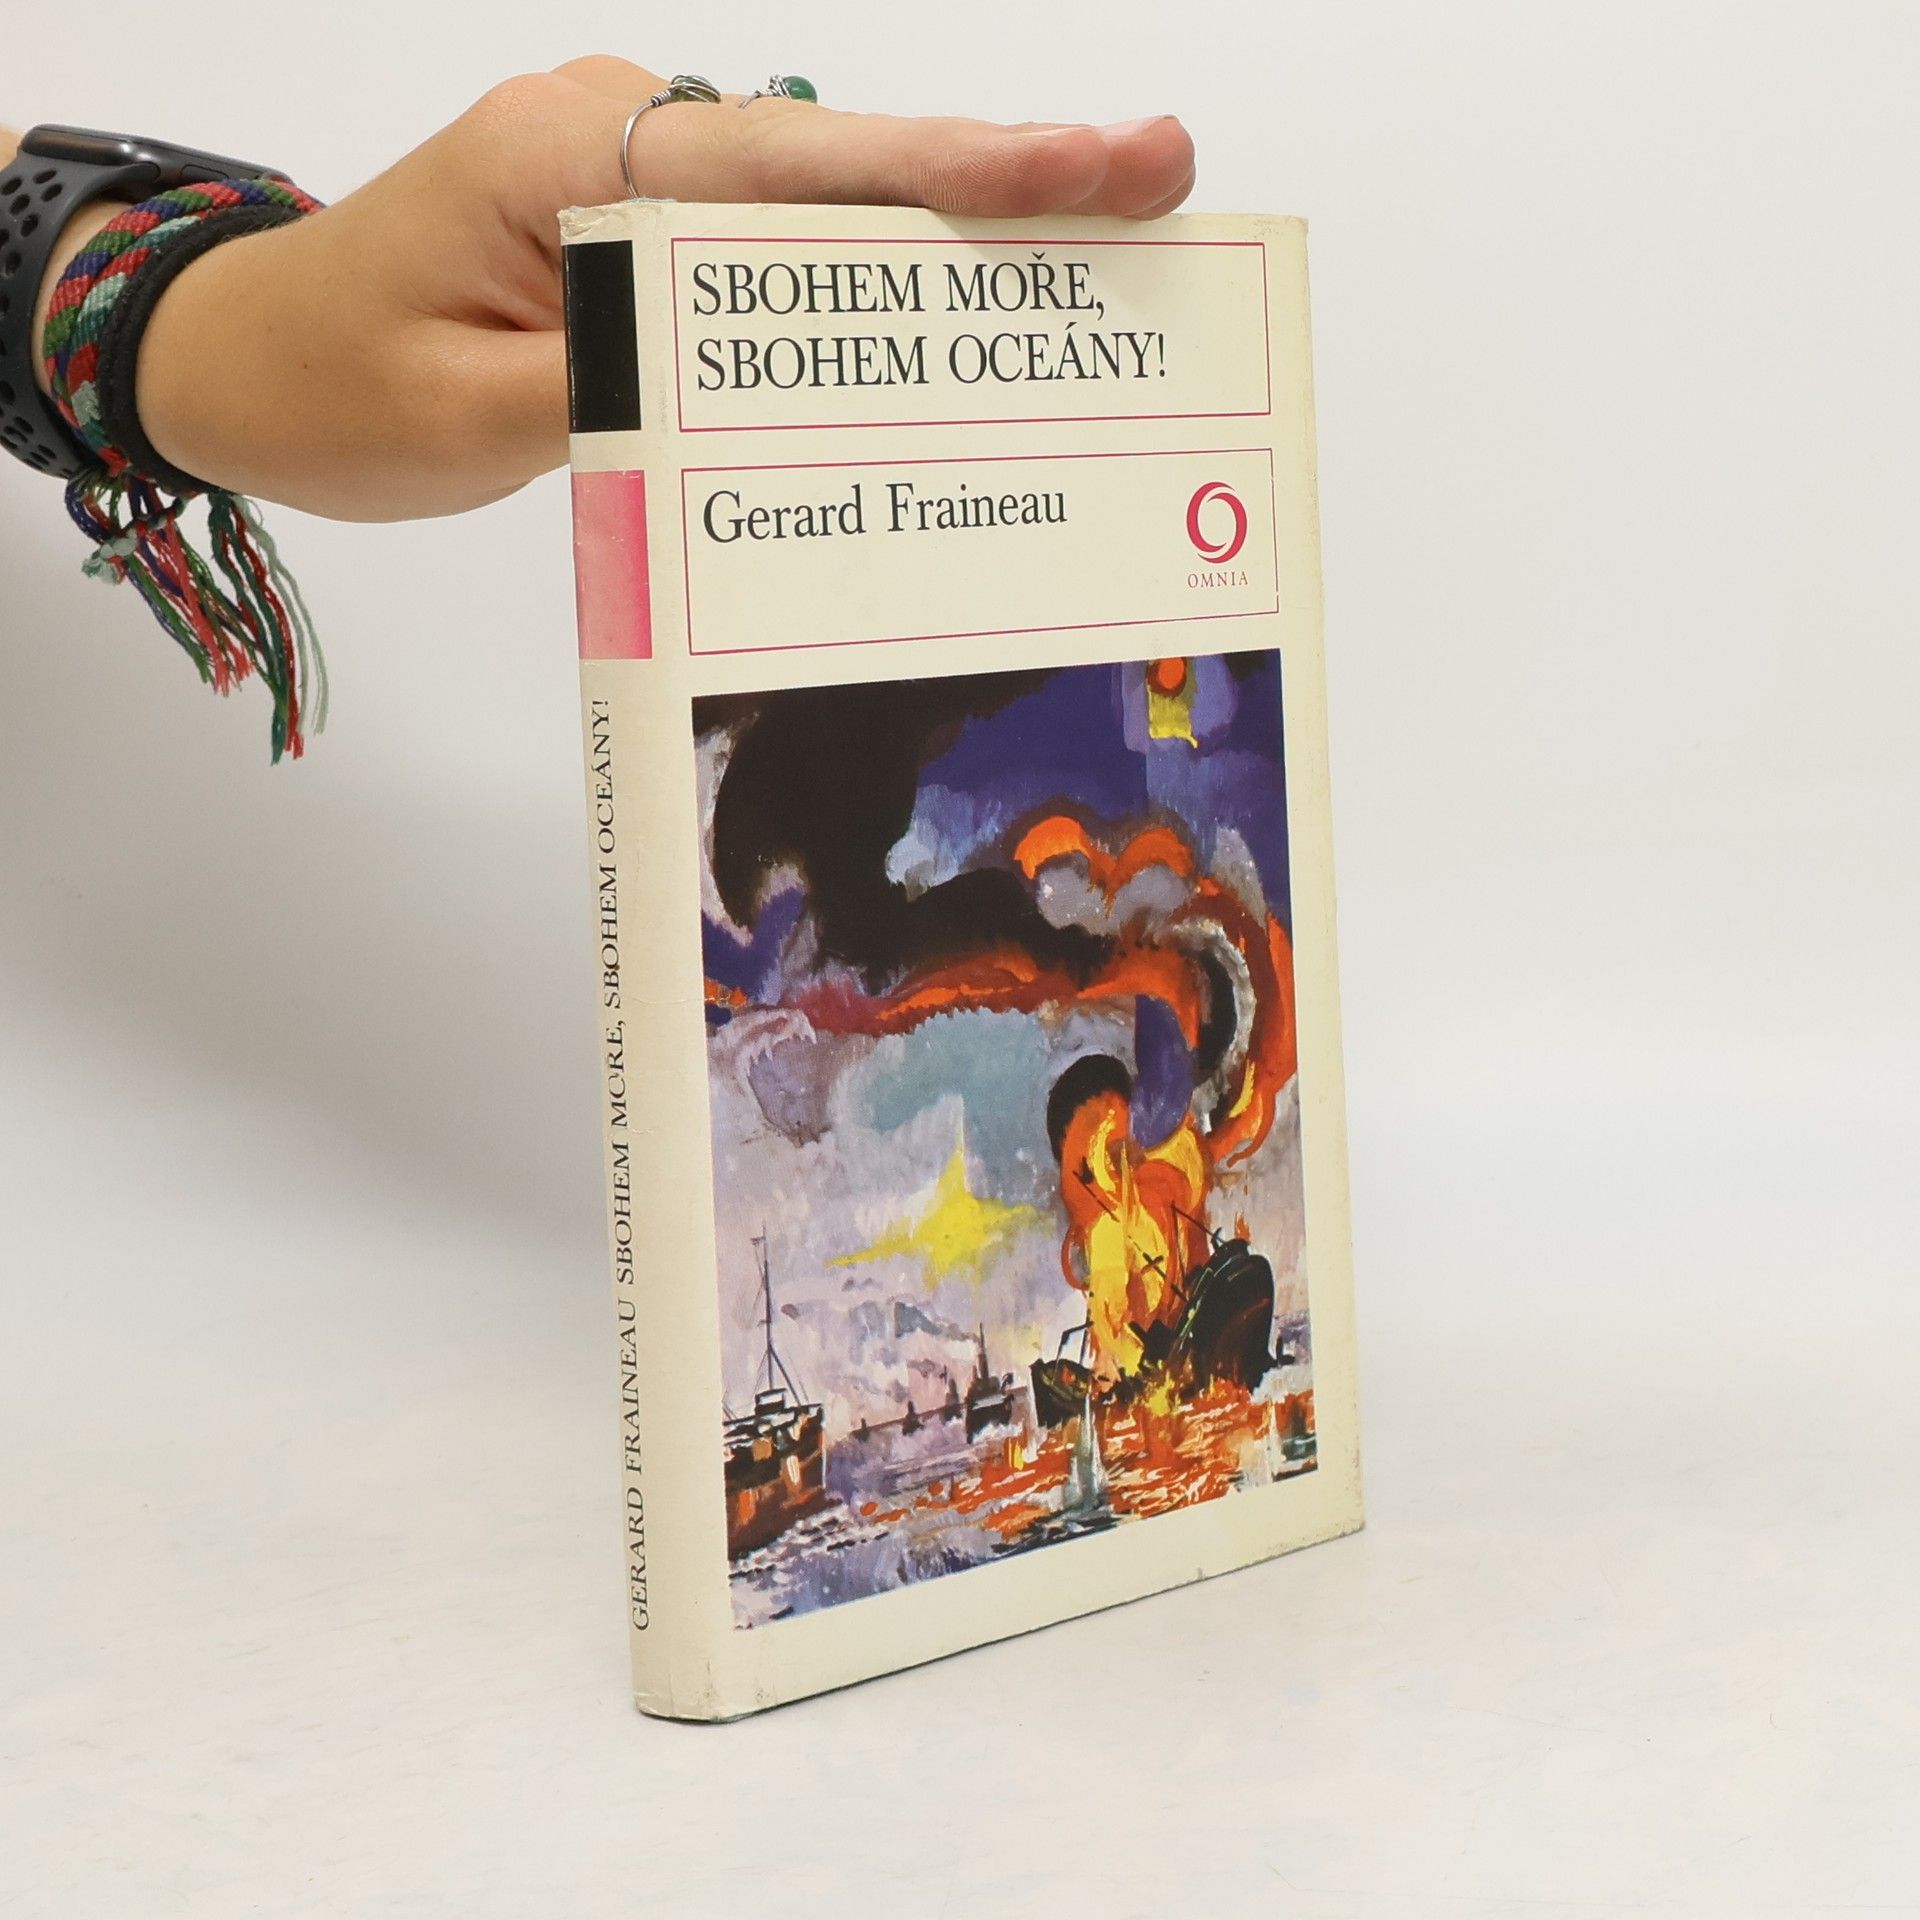 SBOHEM MOŘE,
SBOHEM OCEÁNY!
Gerard Fraineau
OMNIA
GERARD FRAINEAU SBOHEM MOŘE, SBOHEM OCEÁNY!